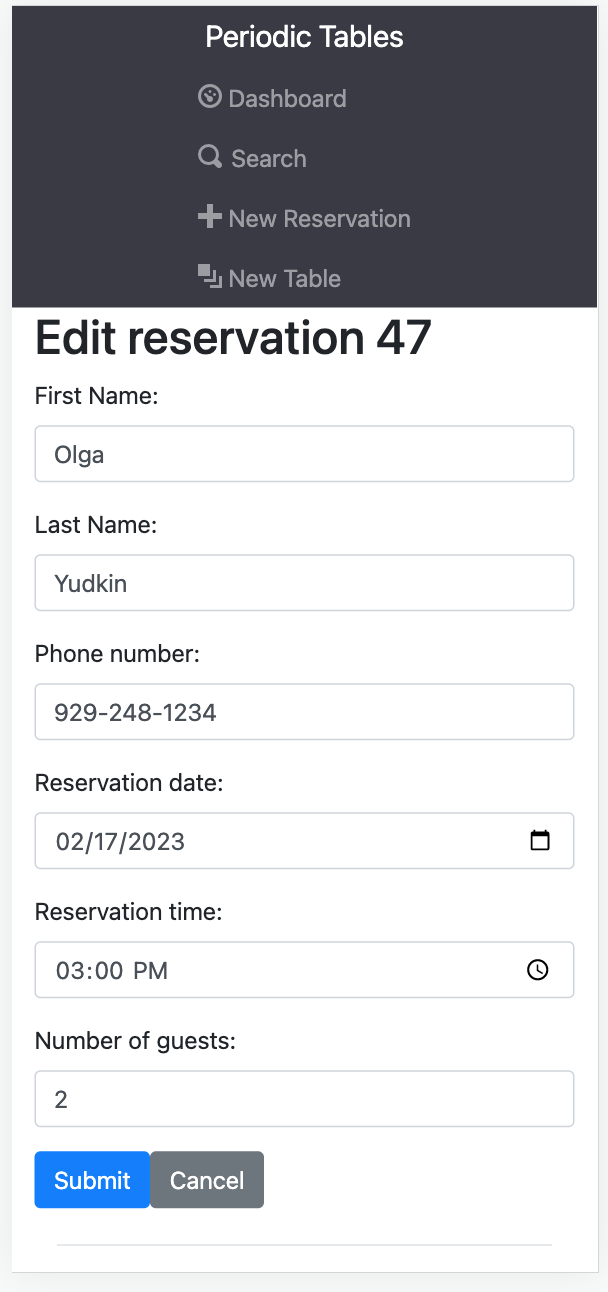 Periodic Tables
Dashboard
Search
New Reservation
New Table
Edit reservation 47
First Name:
Olga
Last Name:
Yudkin
Phone number:
929-248-1234
Reservation date:
02/17/2023
Reservation time:
03:00 PM
Number of guests:
2
Submit Cancel